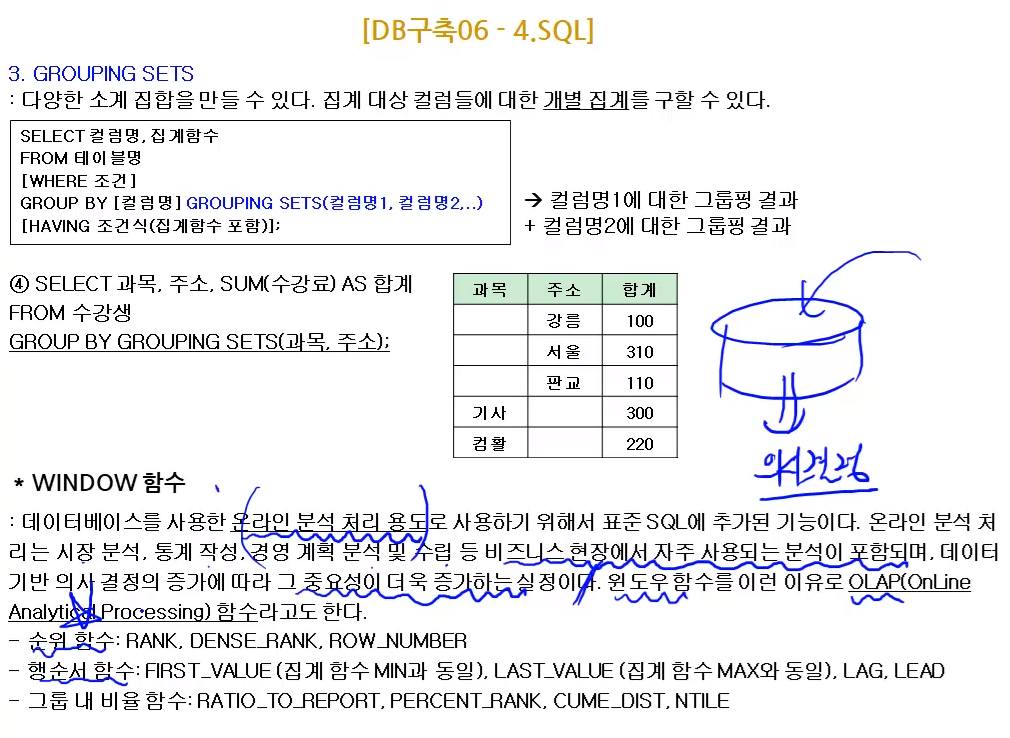 [DB구축06 - 4.SQL]
3. GROUPING SETS
: 다양한 소계 집합을 만들 수 있다. 집계 대상 컬럼들에 대한 개별 집계를 구할 수 있다.
SELECT 컬럼명, 집계함수
FROM 테이블명
[WHERE 조건]
GROUP BY [컬럼명] GROUPING SETS(컬럼명1, 컬럼명2,..)
[HAVING 조건식(집계함수 포함)];
→ 컬럼명1에 대한 그룹핑 결과
+ 컬럼명2에 대한 그룹핑 결과
④ SELECT 과목, 주소, SUM(수강료) AS 합계
FROM 수강생
GROUP BY GROUPING SETS(과목, 주소);
과목 주소 합계
강릉 100
서울 310
판교 110
기사 300
컴활 220
의사결정
* WINDOW 함수
: 데이터베이스를 사용한 온라인 분석 처리 용도로 사용하기 위해서 표준 SQL에 추가된 기능이다. 온라인 분석 처
리는 시장 분석, 통계 작성, 경영 계획 분석 및 수립 등 비즈니스 현장에서 자주 사용되는 분석이 포함되며, 데이터
기반 의사 결정의 증가에 따라 그 중요성이 더욱 증가하는 실정이다. 윈도우 함수를 이런 이유로 OLAP(OnLine
Analytical Processing) 함수라고도 한다.
- 순위 함수: RANK, DENSE_RANK, ROW_NUMBER
- 행순서 함수: FIRST_VALUE (집계 함수 MIN과 동일), LAST_VALUE (집계 함수 MAX와 동일), LAG, LEAD
- 그룹 내 비율 함수: RATIO_TO_REPORT, PERCENT_RANK, CUME_DIST, NTILE